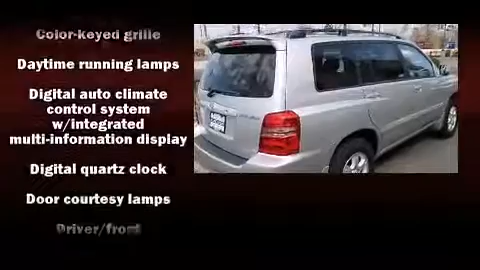 Color-keyed grille
Daytime running lamps
Digital auto climate
control system
w/integrated
multi-information display
Digital quartz clock
Door courtesy lamps
Driver/front